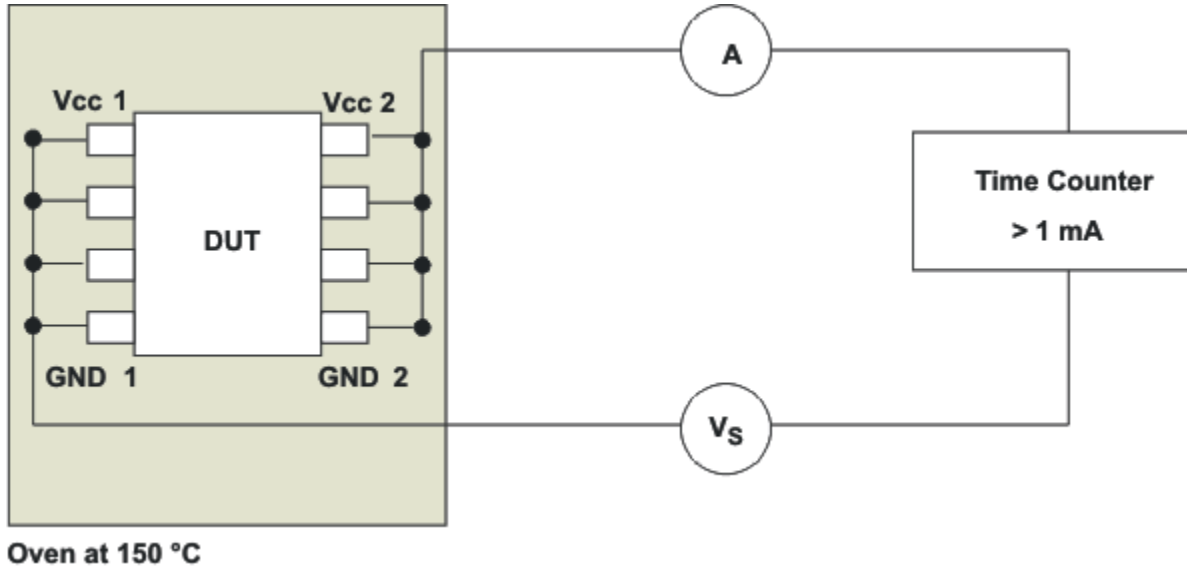 A
Vcc 1
Vcc 2
Time Counter
> 1 mA
DUT
GND 1
GND 2
VS
Oven at 150 °C